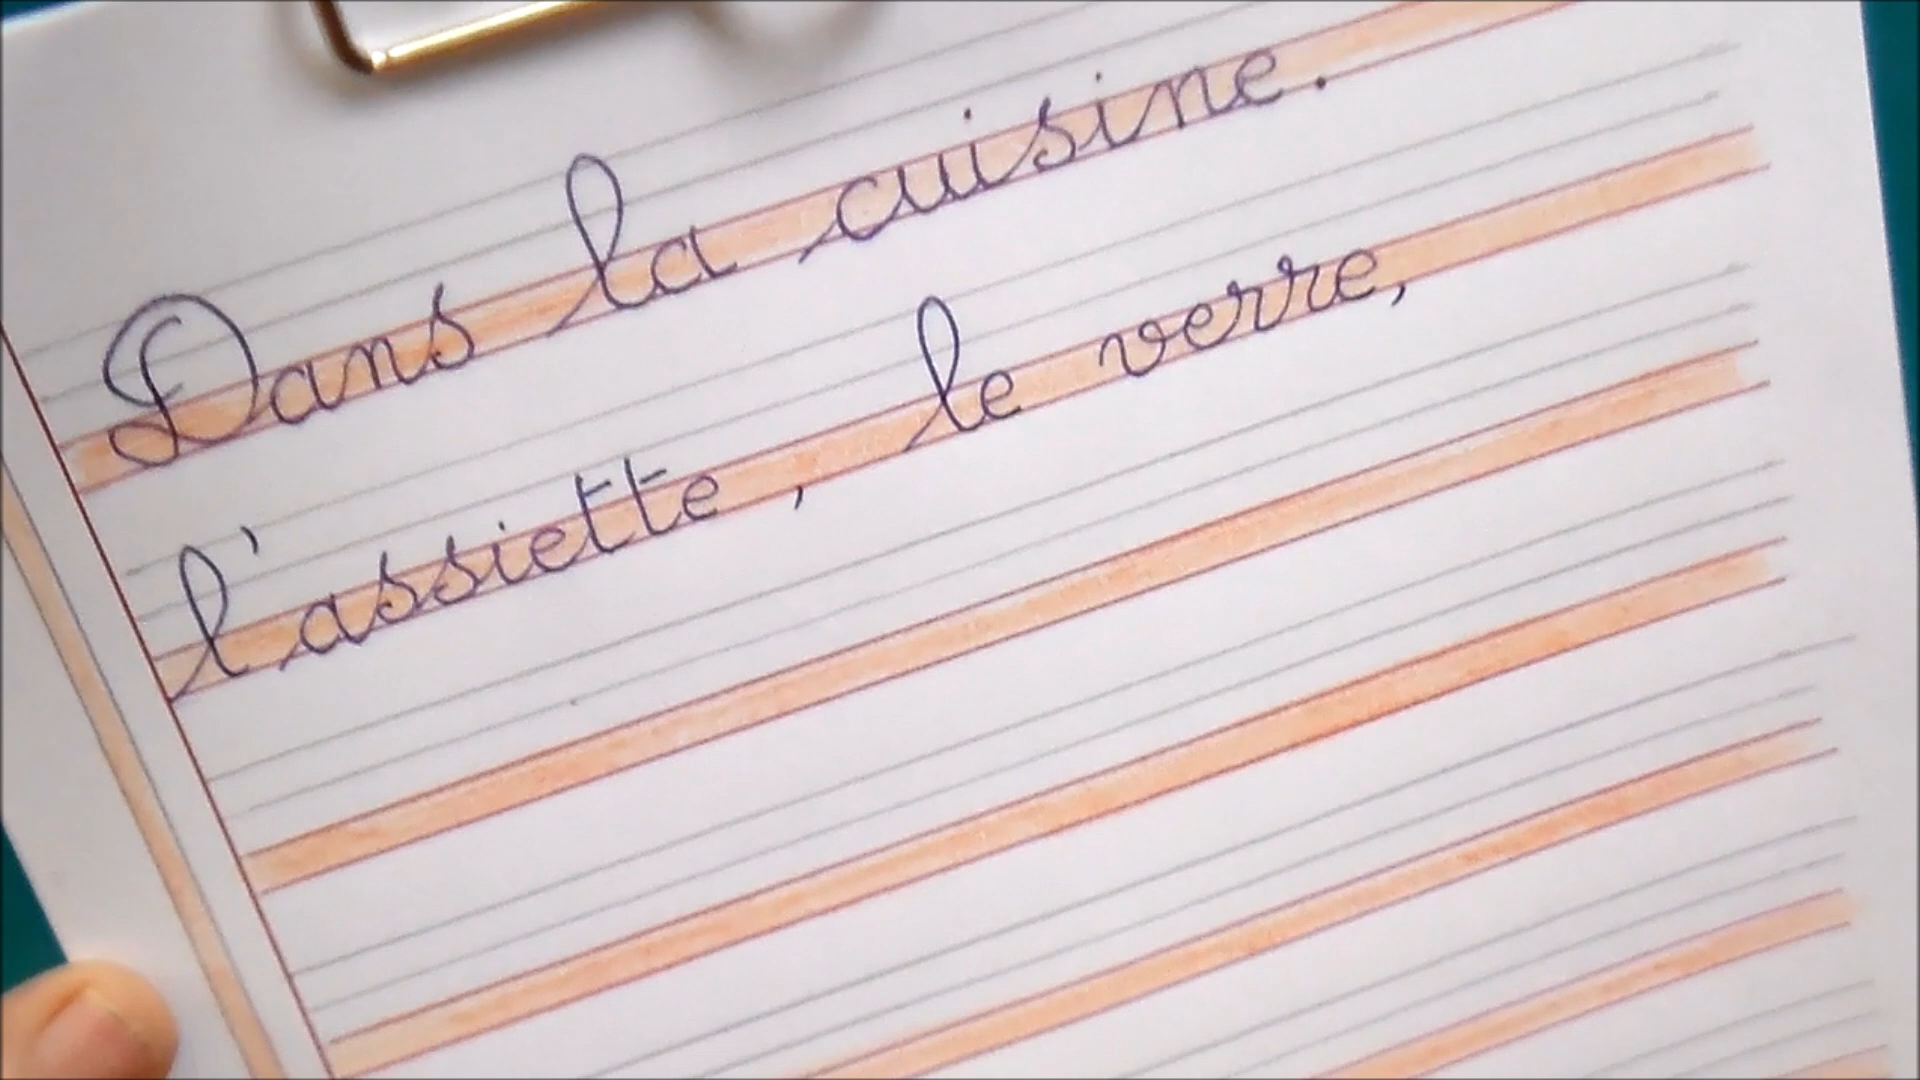 Dans la cuisine.
l'assiette, le verre,